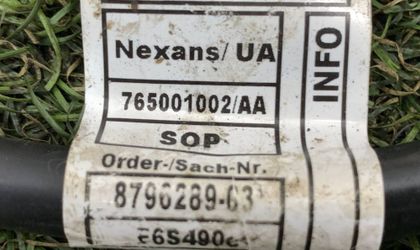 Nexans/ UA
765001002/AA
SOP
Order-/Sach-Nr.
8796289-03
INFO